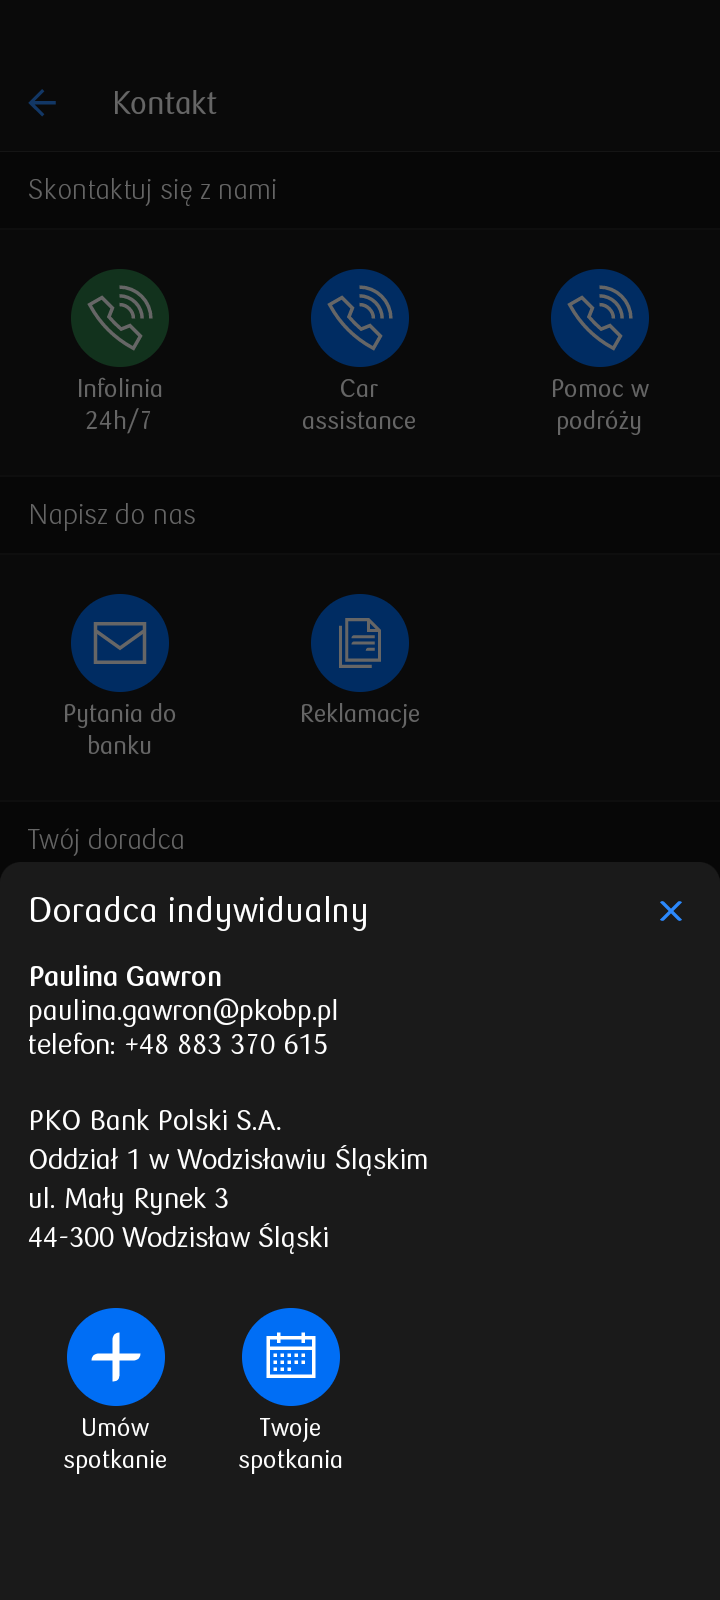 Kontakt
Skontaktuj się z nami
Infolinia
24h/7
Car
assistance
Pomoc w
podróży
Napisz do nas
Pytania do
banku
Reklamacje
Twój doradca
Doradca indywidualny
Paulina Gawron
paulina.gawron@pkobp.pl
telefon: +48 883 370 615
PKO Bank Polski S.A.
Oddział 1 w Wodzisławiu Śląskim
ul. Mały Rynek 3
44-300 Wodzisław Śląski
Umów
spotkanie
Twoje
spotkania